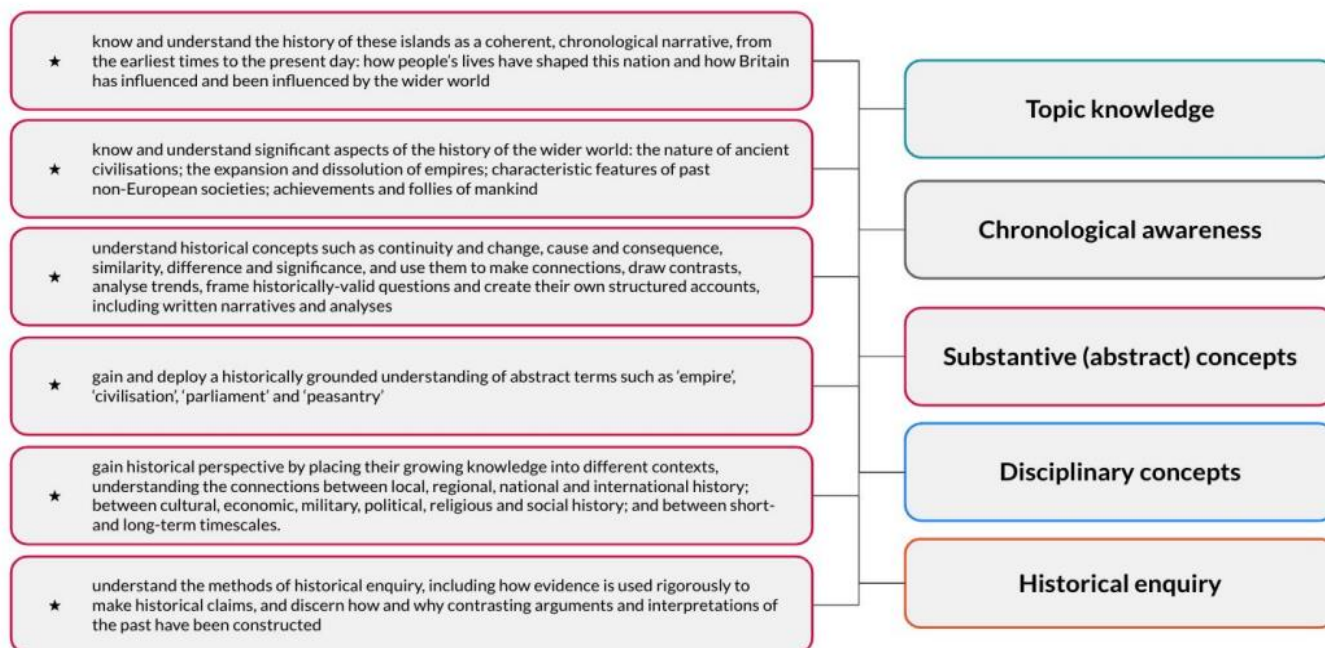 ★ know and understand the history of these islands as a coherent, chronological narrative, from
the earliest times to the present day: how people's lives have shaped this nation and how Britain
has influenced and been influenced by the wider world
★ know and understand significant aspects of the history of the wider world: the nature of ancient
civilisations; the expansion and dissolution of empires; characteristic features of past
non-European societies; achievements and follies of mankind
★ understand historical concepts such as continuity and change, cause and consequence,
similarity, difference and significance, and use them to make connections, draw contrasts,
analyse trends, frame historically-valid questions and create their own structured accounts,
including written narratives and analyses
★ gain and deploy a historically grounded understanding of abstract terms such as 'empire',
'civilisation', 'parliament' and 'peasantry'
★ gain historical perspective by placing their growing knowledge into different contexts,
understanding the connections between local, regional, national and international history;
between cultural, economic, military, political, religious and social history; and between short-
and long-term timescales.
★ understand the methods of historical enquiry, including how evidence is used rigorously to
make historical claims, and discern how and why contrasting arguments and interpretations of
the past have been constructed
Topic knowledge
Chronological awareness
Substantive (abstract) concepts
Disciplinary concepts
Historical enquiry